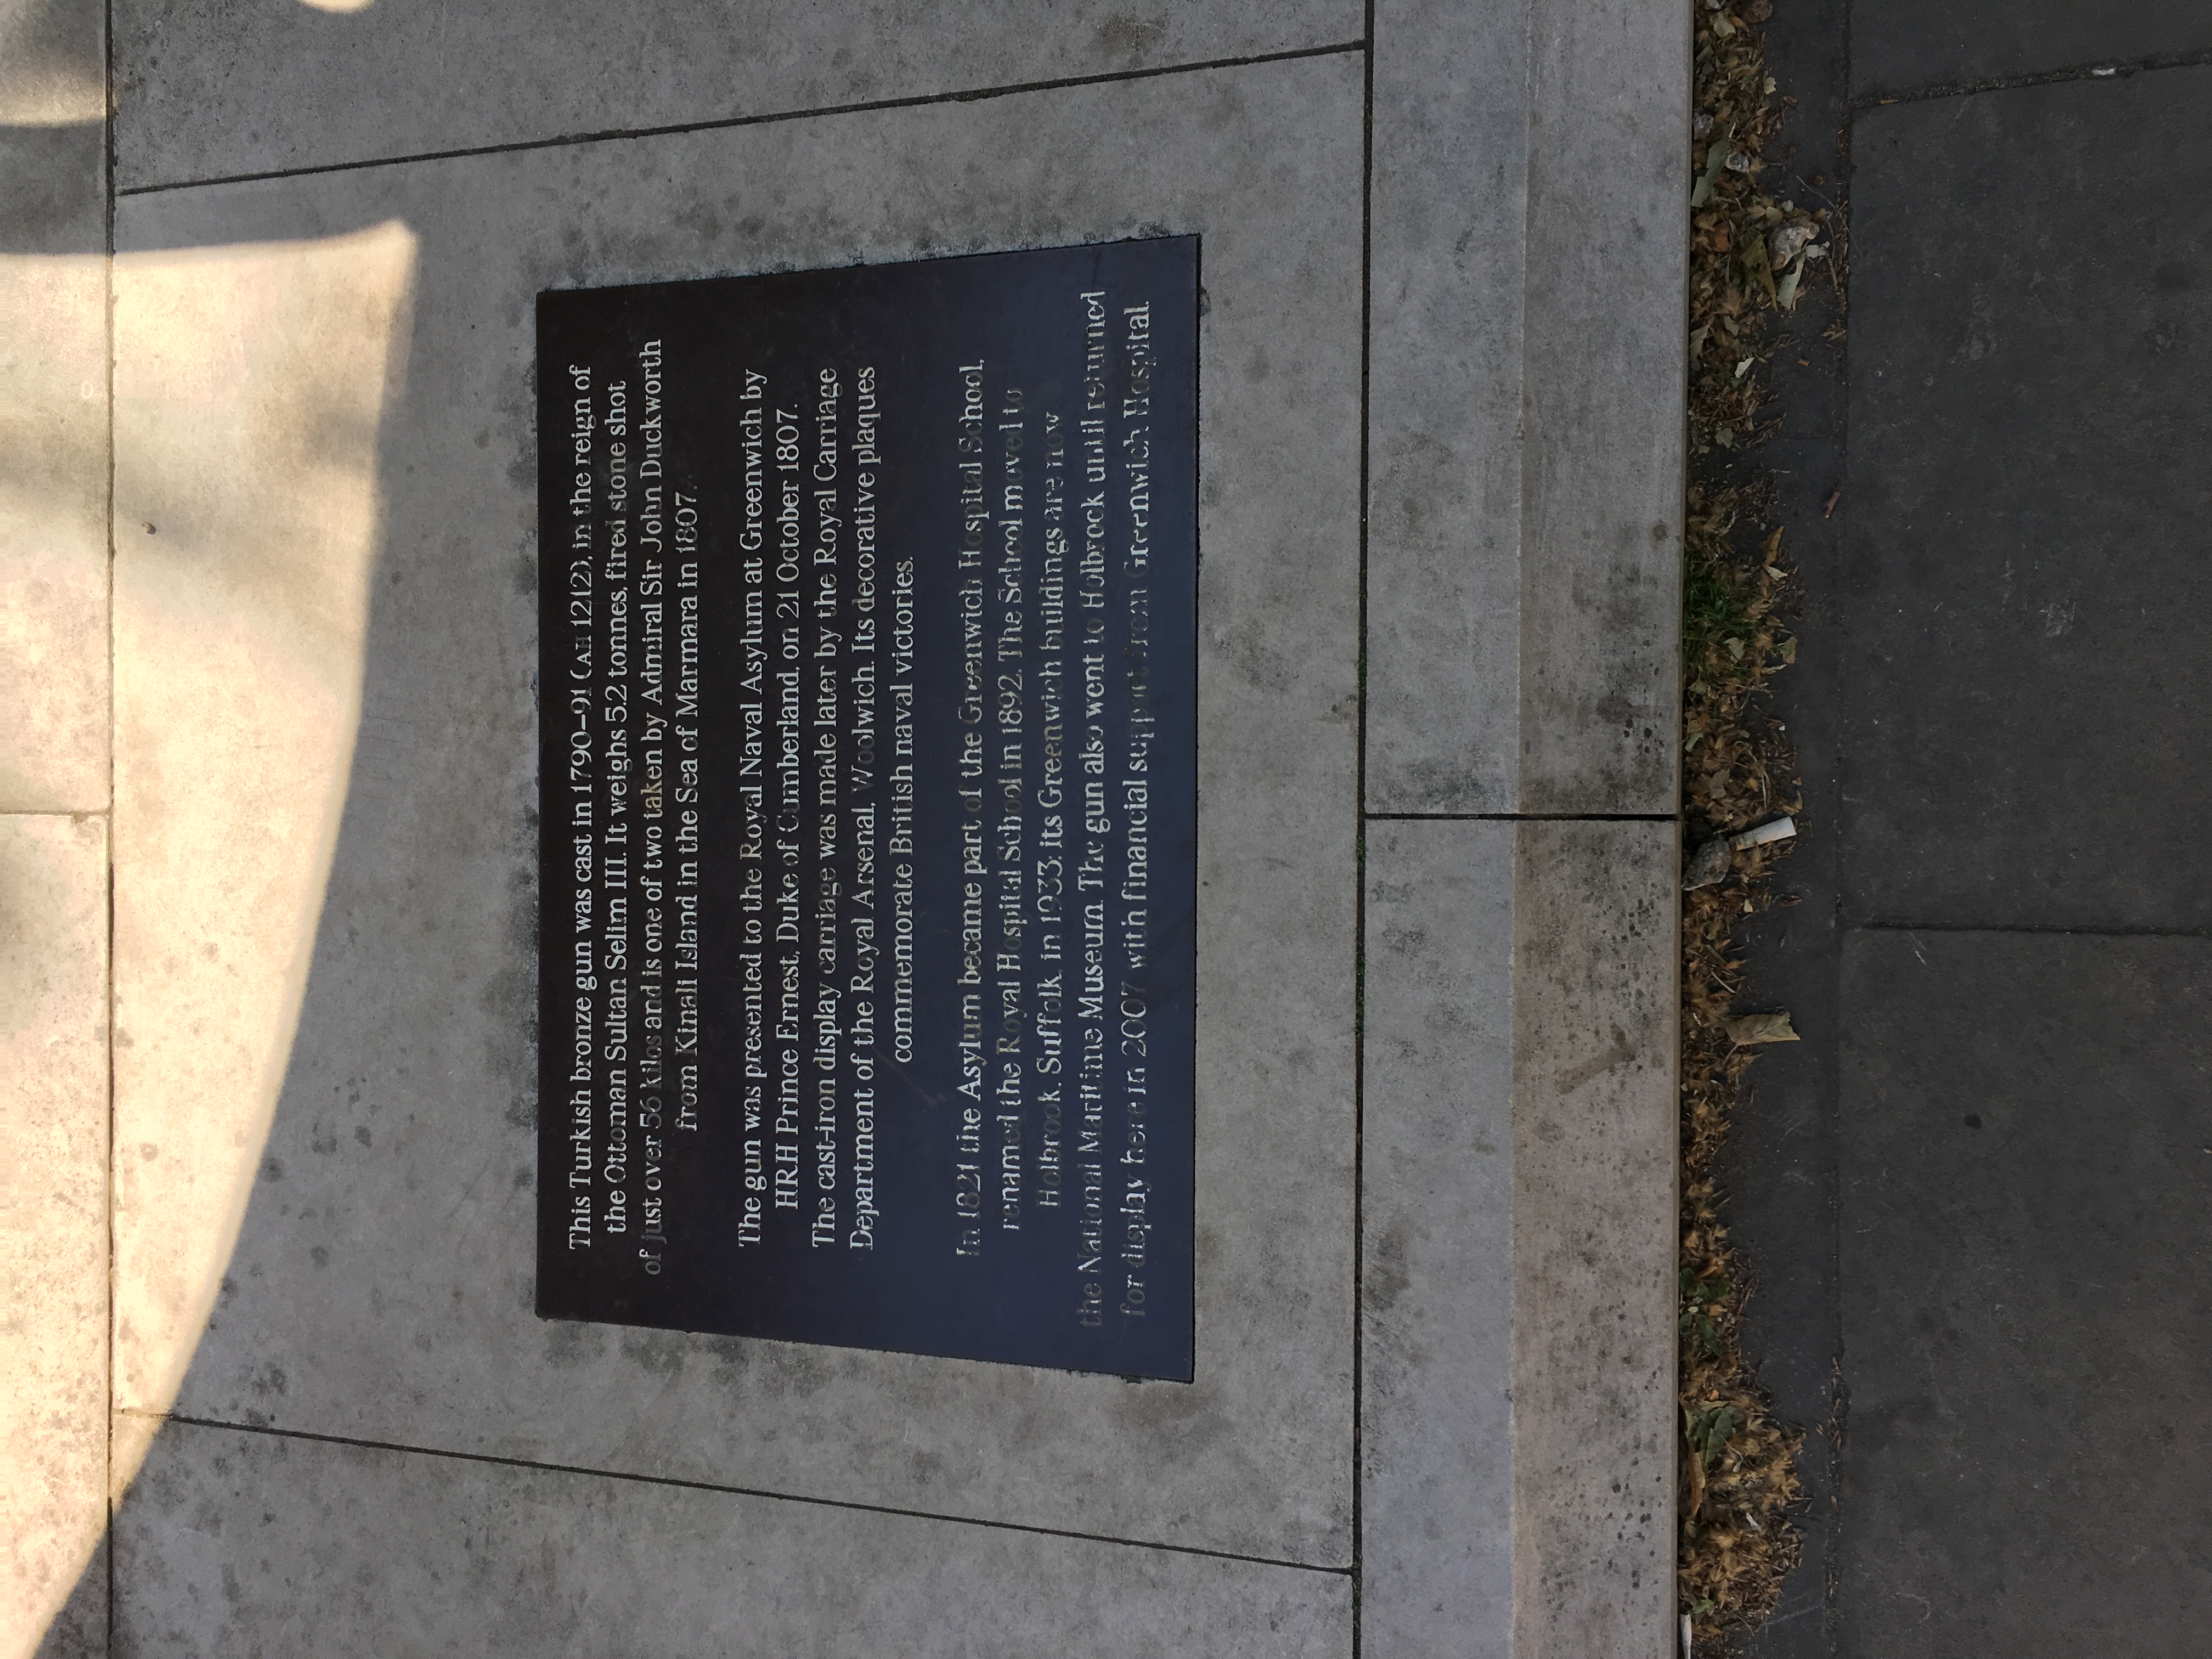 This Turkish bronze gun was cast in 1790–91 (AH 1212), in the reign of
the Ottoman Sultan Selim III. It weighs 5.2 tonnes, fired stone shot
of just over 56 kilos and is one of two taken by Admiral Sir John Duckworth
from Kinali Island in the Sea of Marmara in 1807.
The gun was presented to the Royal Naval Asylum at Greenwich by
HRH Prince Ernest, Duke of Cumberland, on 21 October 1807.
The cast-iron display carriage was made later by the Royal Carriage
Department of the Royal Arsenal, Woolwich. Its decorative plaques
commemorate British naval victories.
In 1821 the Asylum became part of the Greenwich Hospital School,
renamed the Royal Hospital School in 1892. The School moved to
Holbrook, Suffolk, in 1933: its Greenwich buildings are now
the National Maritime Museum. The gun also went to Holbrook until returned
for display here in 2007 with financial support from Greenwich Hospital.